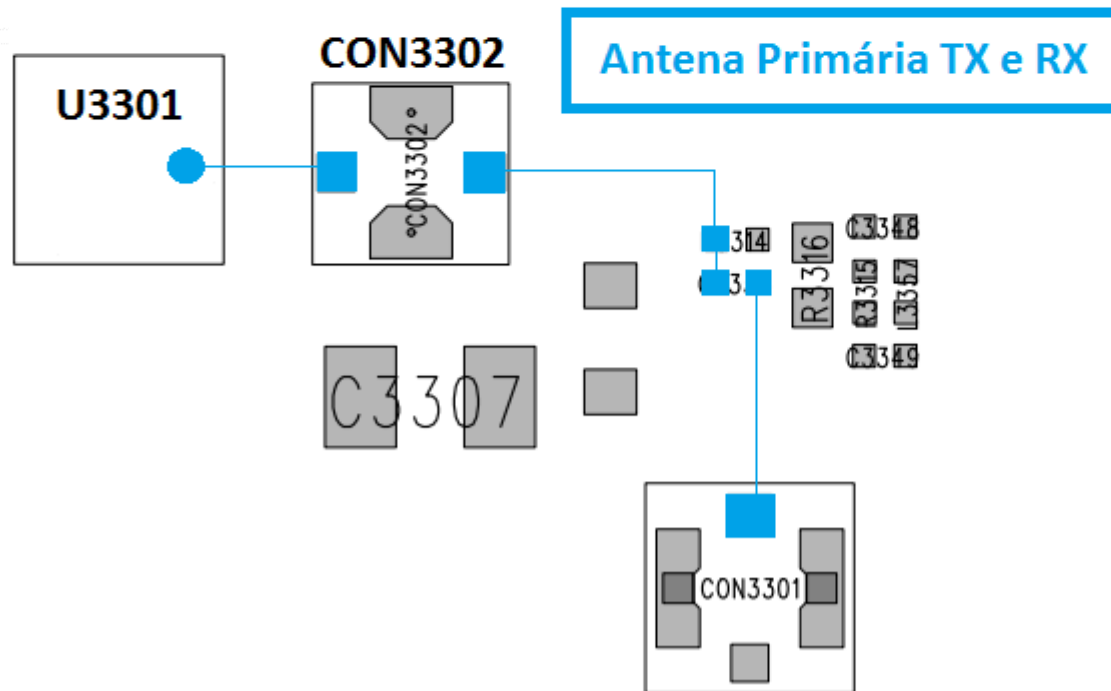 Antena Primária TX e RX
CON3302
U3301
CON3302
C3348
R3316
R3315
L3357
C3349
C3307
CON3301